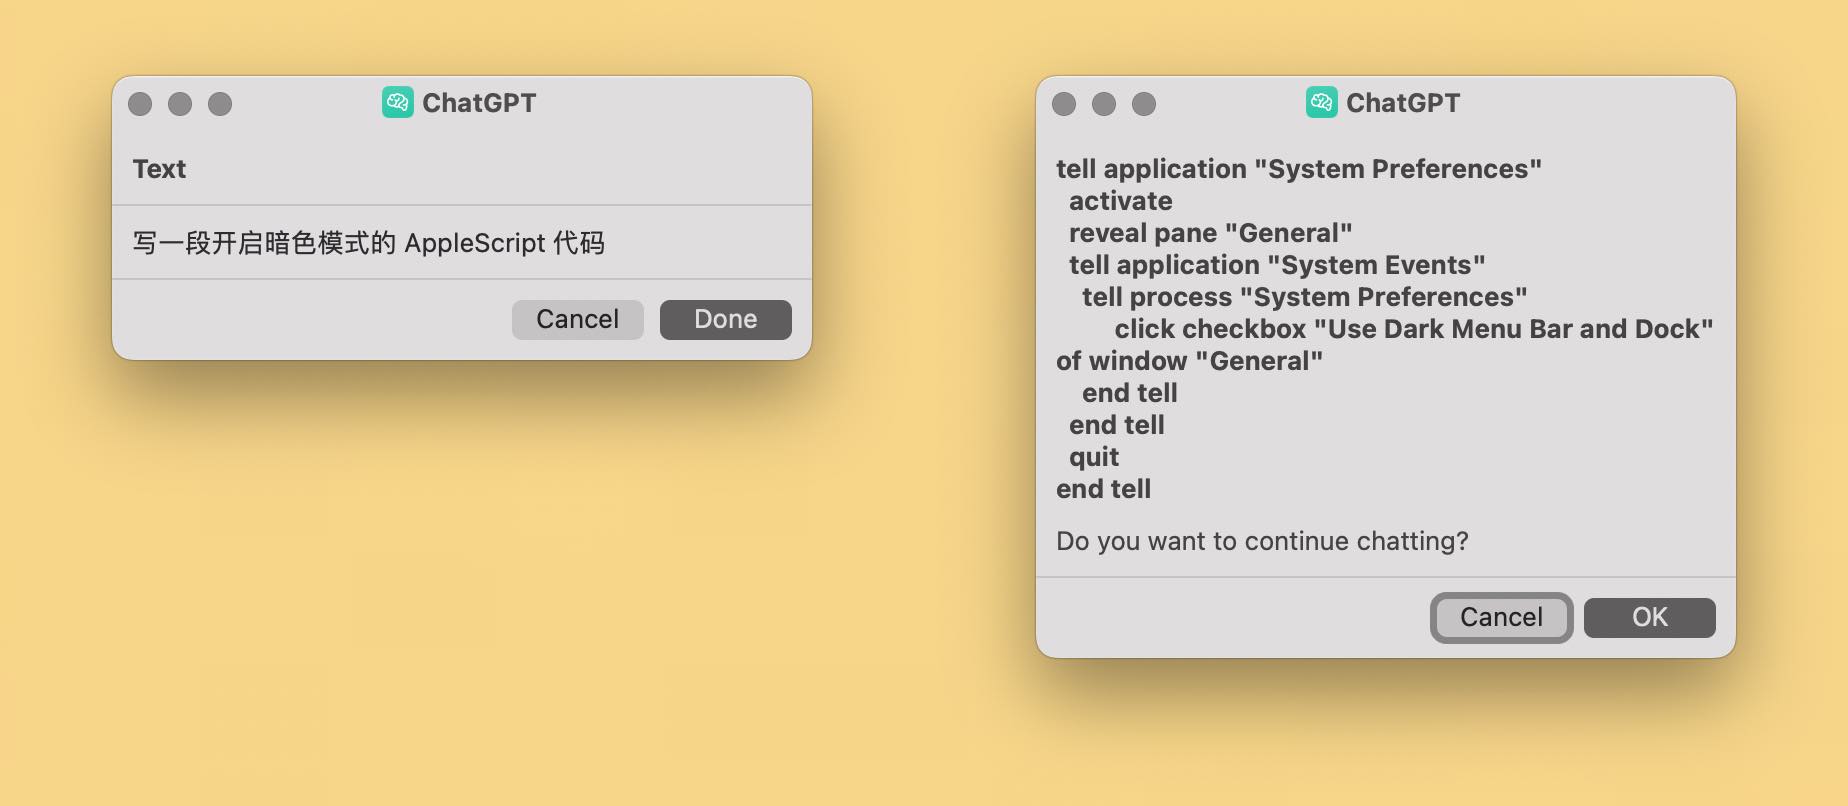 ChatGPT
Text
写一段开启暗色模式的 AppleScript 代码
Cancel
Done
ChatGPT
tell application "System Preferences"
activate
reveal pane "General"
tell application "System Events"
tell process "System Preferences"
click checkbox "Use Dark Menu Bar and Dock"
of window "General"
end tell
end tell
quit
end tell
Do you want to continue chatting?
Cancel
OK